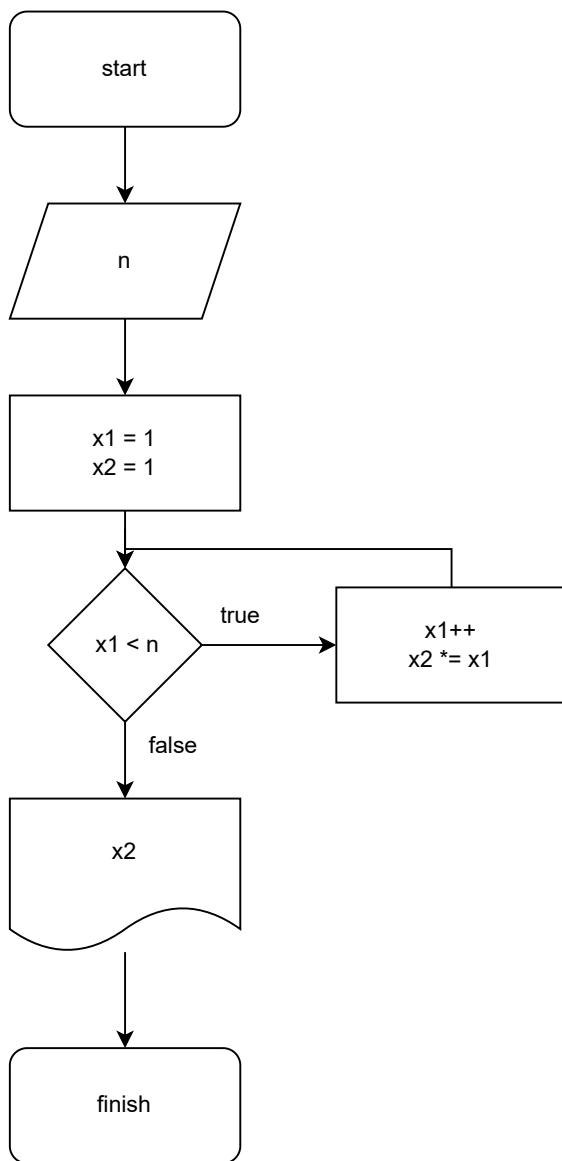 start
n
x1 = 1
x2 = 1
x1 < n
true
x1++
x2 *= x1
false
x2
finish